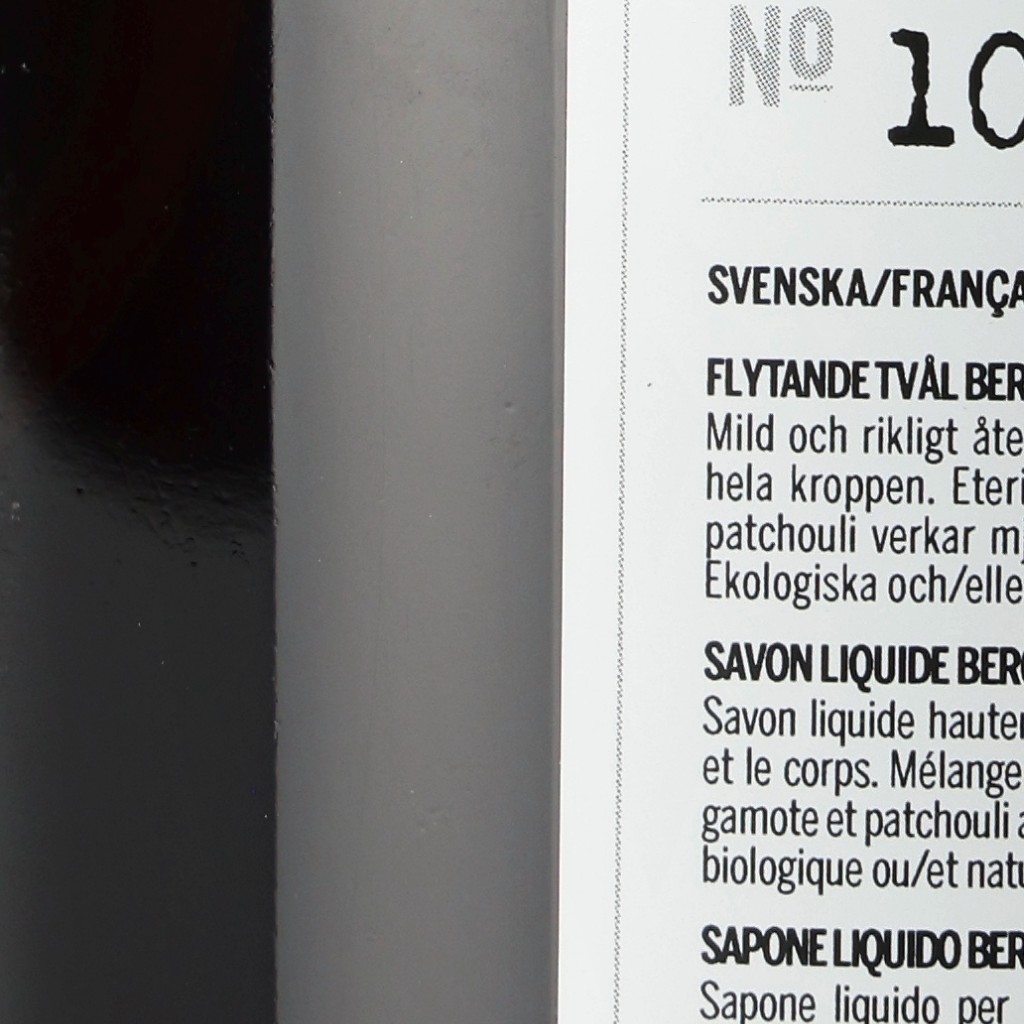 Nº 10
SVENSKA/FRANÇA
FLYTANDE TVÅL BER
Mild och rikligt åte
hela kroppen. Eteri
patchouli verkar m
Ekologiska och/elle
SAVON LIQUIDE BER
Savon liquide haute
et le corps. Mélange
gamote et patchouli a
biologique ou/et natu
SAPONE LIQUIDO BER
Sapone liquido per